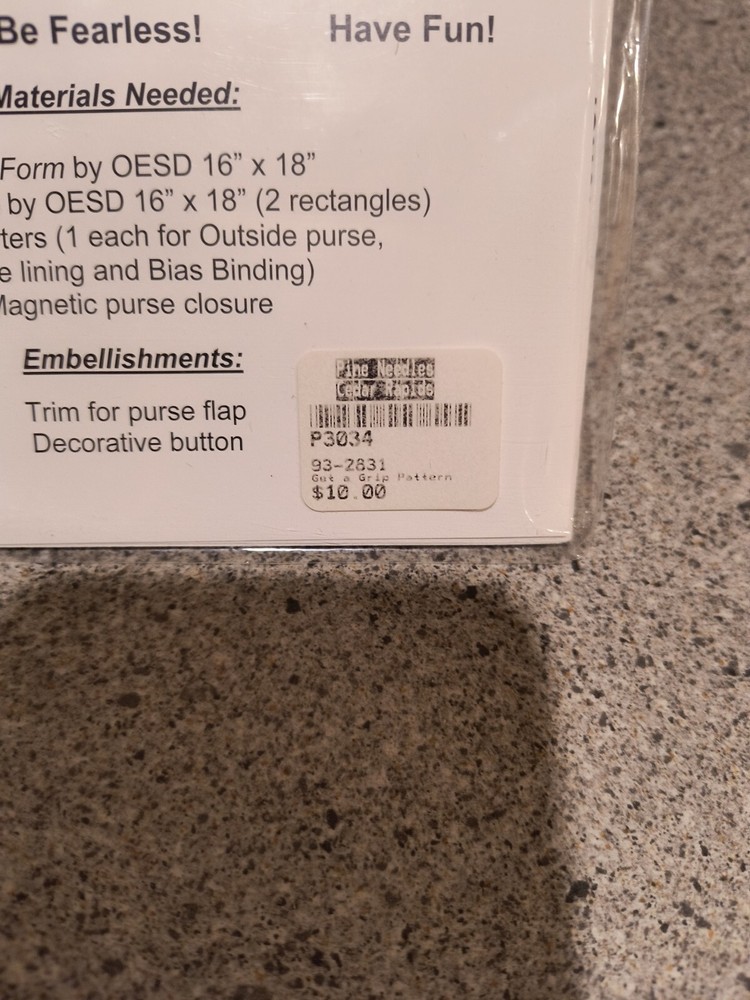 Be Fearless! Have Fun!
Materials Needed:
Form by OESD 16” x 18”
by OESD 16” x 18” (2 rectangles)
ters (1 each for Outside purse,
e lining and Bias Binding)
Magnetic purse closure
Embellishments:
Trim for purse flap
Decorative button
Pine Needles
Cedar Rapids
P3034
93-2831
Get a Grip Pattern
$10.00